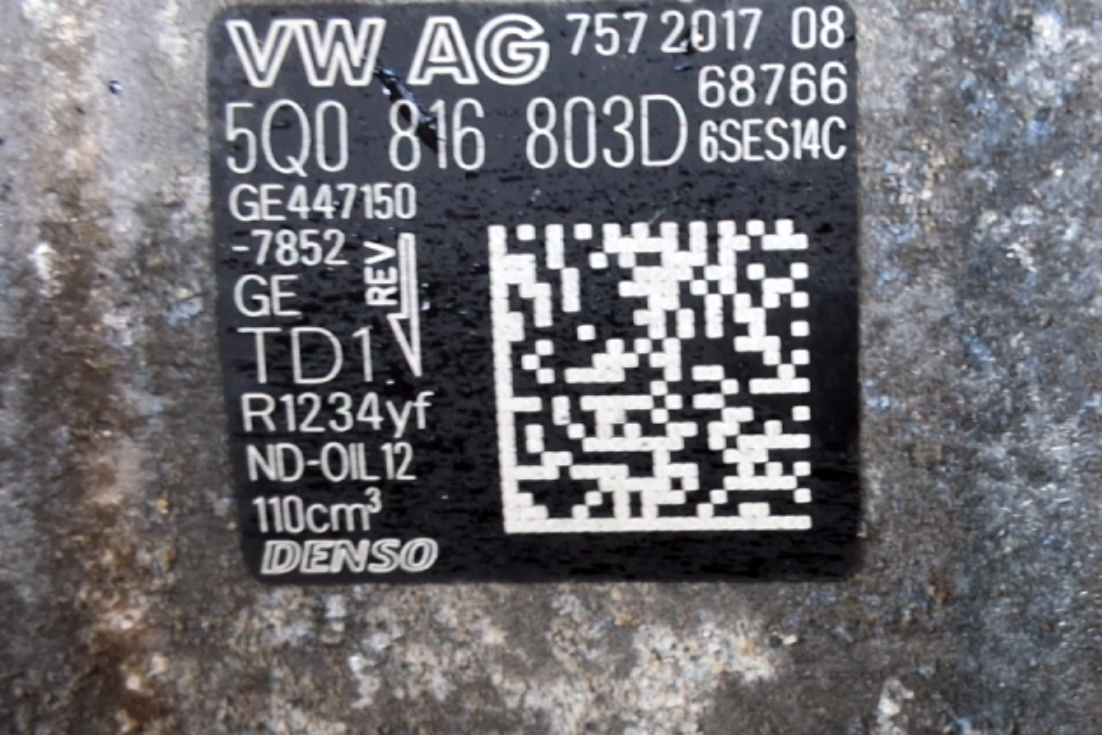 VW AG 757 2017 08
68766
5Q0 816 803D 6SES14C
GE447150
-7852
REV
GE
TD1
R1234yf
ND-OIL12
110cm³
DENSO